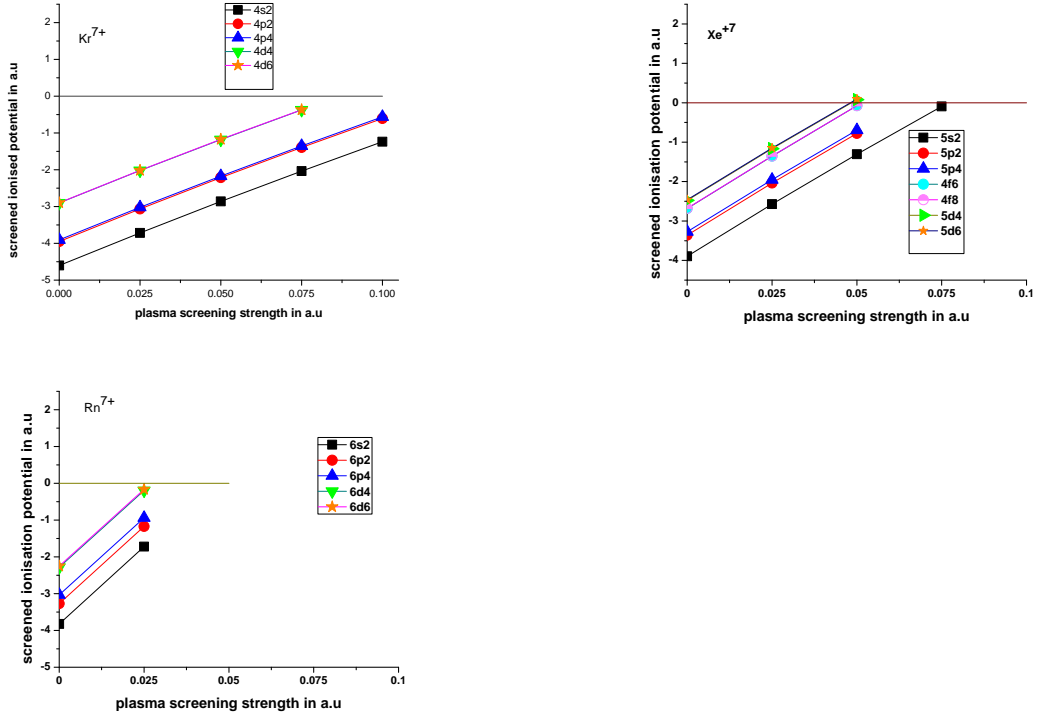 Kr7+
4s2
4p2
4p4
4d4
4d6
screened ionised potential in a.u
2
1
0
-1
-2
-3
-4
-5
0.000
0.025
0.050
0.075
0.100
plasma screening strength in a.u
Xe+7
5s2
5p2
5p4
4f6
4f8
5d4
5d6
screened ionisation potential in a.u
2
1
0
-1
-2
-3
-4
0
0.025
0.05
0.075
0.1
plasma screening strength in a.u
Rn7+
6s2
6p2
6p4
6d4
6d6
screened ionisation potential in a.u
2
1
0
-1
-2
-3
-4
-5
0
0.025
0.05
0.075
0.1
plasma screening strength in a.u